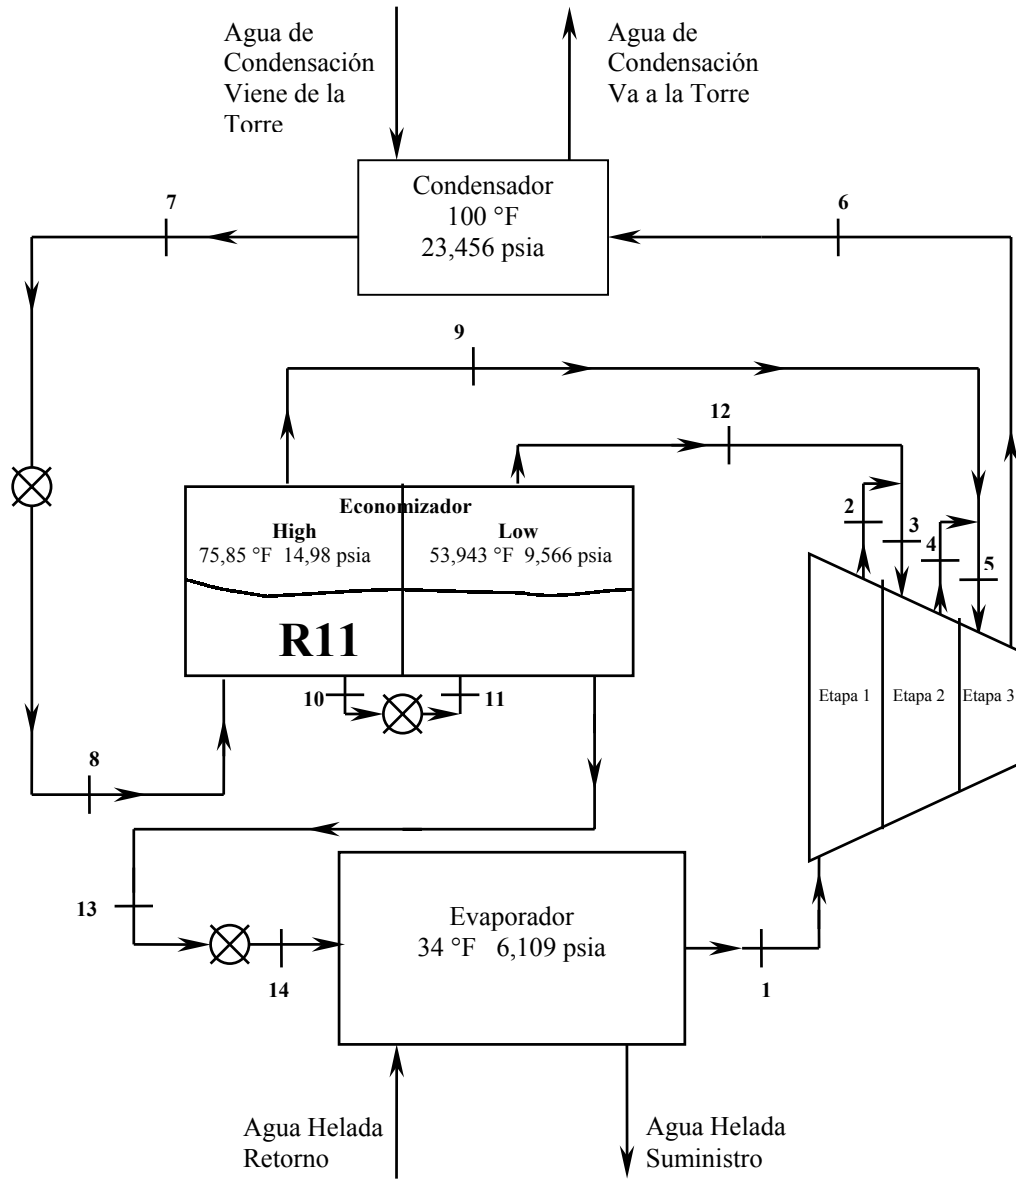 Agua de
Condensación
Viene de la
Torre
Agua de
Condensación
Va a la Torre
Condensador
100 °F
23,456 psia
7
6
9
12
Economizador
High
75,85 °F 14,98 psia
Low
53,943 °F 9,566 psia
R11
2
3
4
5
10
11
Etapa 1
Etapa 2
Etapa 3
8
13
14
Evaporador
34 °F 6,109 psia
1
Agua Helada
Retorno
Agua Helada
Suministro